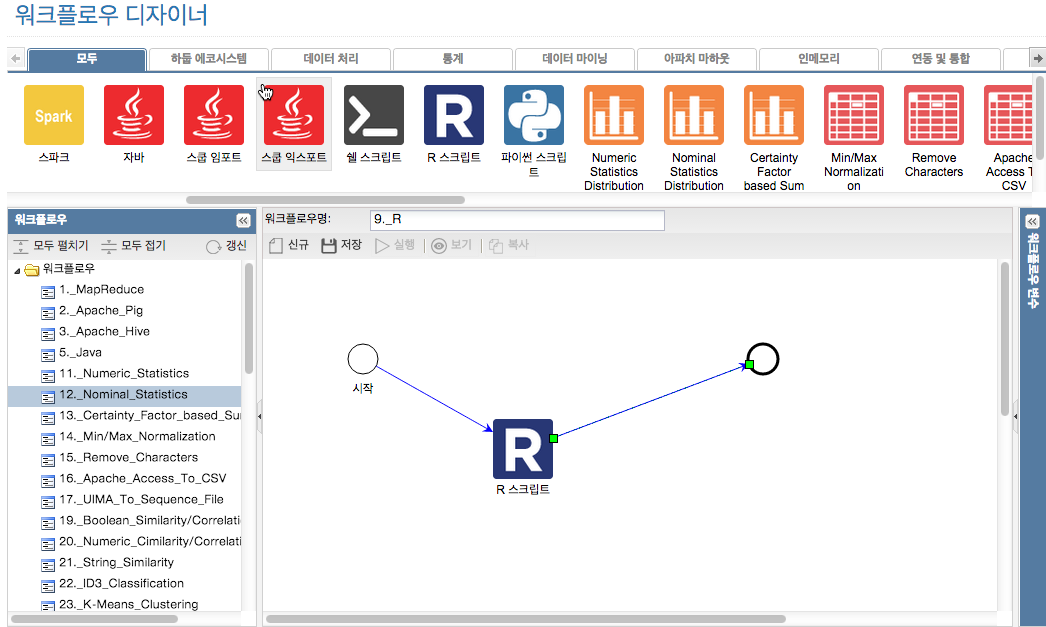 워크플로우 디자이너
모두
하둡 에코시스템
데이터 처리
통계
데이터 마이닝
아파치 마하웃
인메모리
연동 및 통합
Spark
R
스파크
자바
스쿱 임포트
스쿱 익스포트
쉘 스크립트
R 스크립트
파이썬 스크립
트
Numeric
Statistics
Distribution
Nominal
Statistics
Distribution
Certainty
Factor
based Sum
Min/Max
Normalizati
on
Remove
Characters
Apache
Access T
CSV
워크플로우
모두 펼치기
모두 접기
갱신
워크플로우
1._MapReduce
2._Apache_Pig
3._Apache_Hive
5._Java
11._Numeric_Statistics
12._Nominal_Statistics
13._Certainty_Factor_based_Su
14._Min/Max_Normalization
15._Remove_Characters
16._Apache_Access_To_CSV
17._UIMA_To_Sequence_File
19._Boolean_Similarity/Correlati
20._Numeric_Cimilarity/Correlati
21._String_Similarity
22._ID3_Classification
23._K-Means_Clustering
워크플로우명:
9._R
신규
저장
실행
보기
복사
시작
R
R 스크립트
워크플로우 변수